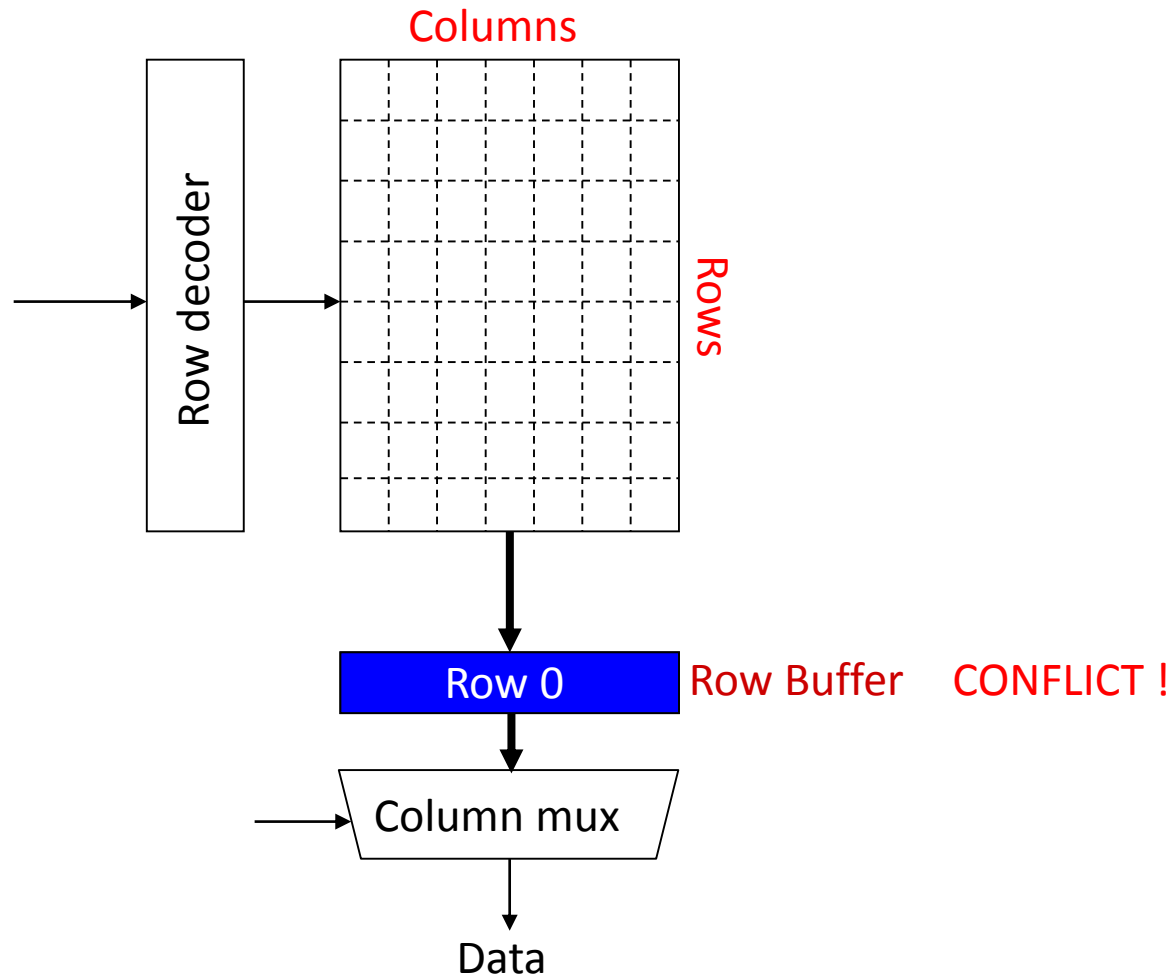 Columns
Row decoder
Rows
Row 0
Row Buffer CONFLICT !
Column mux
Data